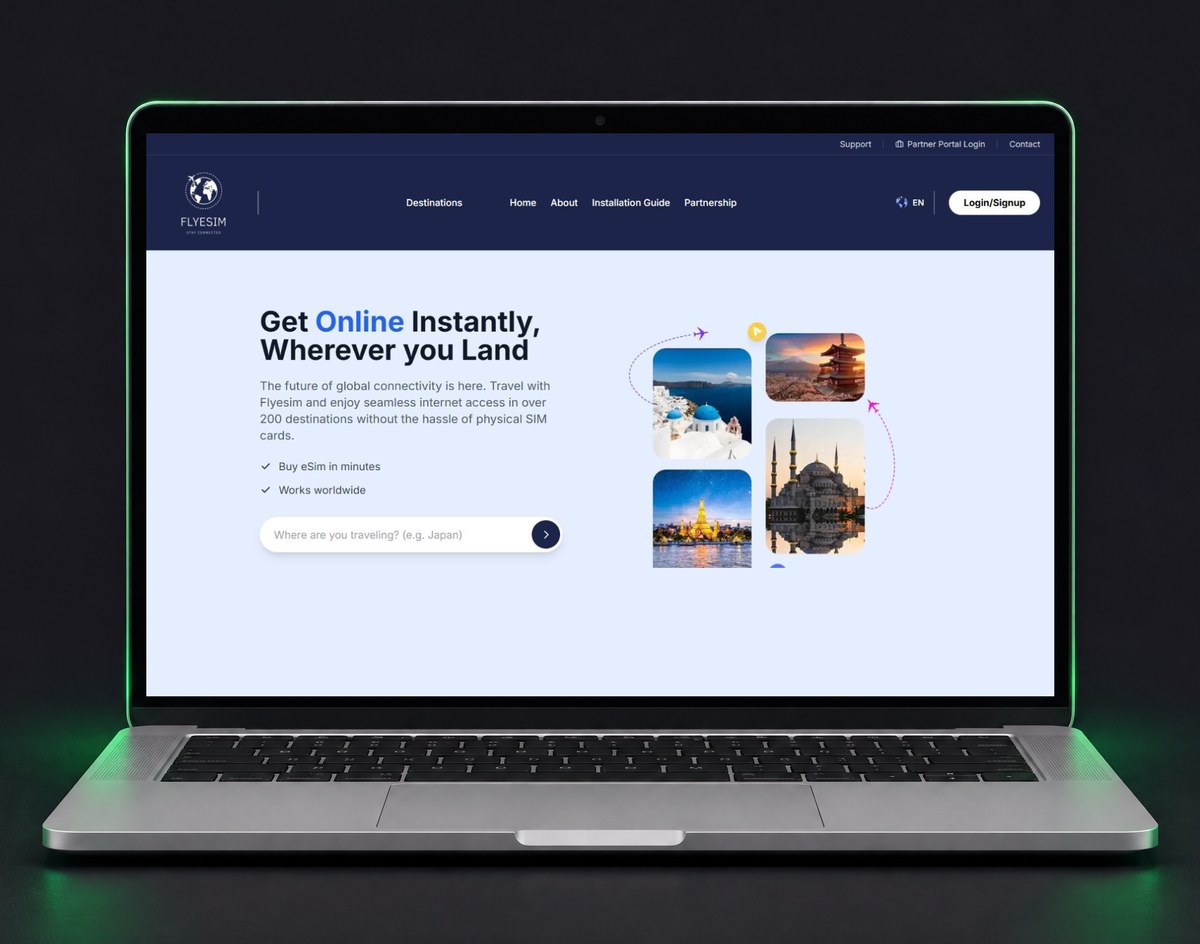 Support
Partner Portal Login
Contact
FLYESIM
STAY CONNECTED
Destinations
Home
About
Installation Guide
Partnership
EN
Login/Signup
Get Online Instantly,
Wherever you Land
The future of global connectivity is here. Travel with
Flyesim and enjoy seamless internet access in over
200 destinations without the hassle of physical SIM
cards.
Buy eSim in minutes
Works worldwide
Where are you traveling? (e.g. Japan)